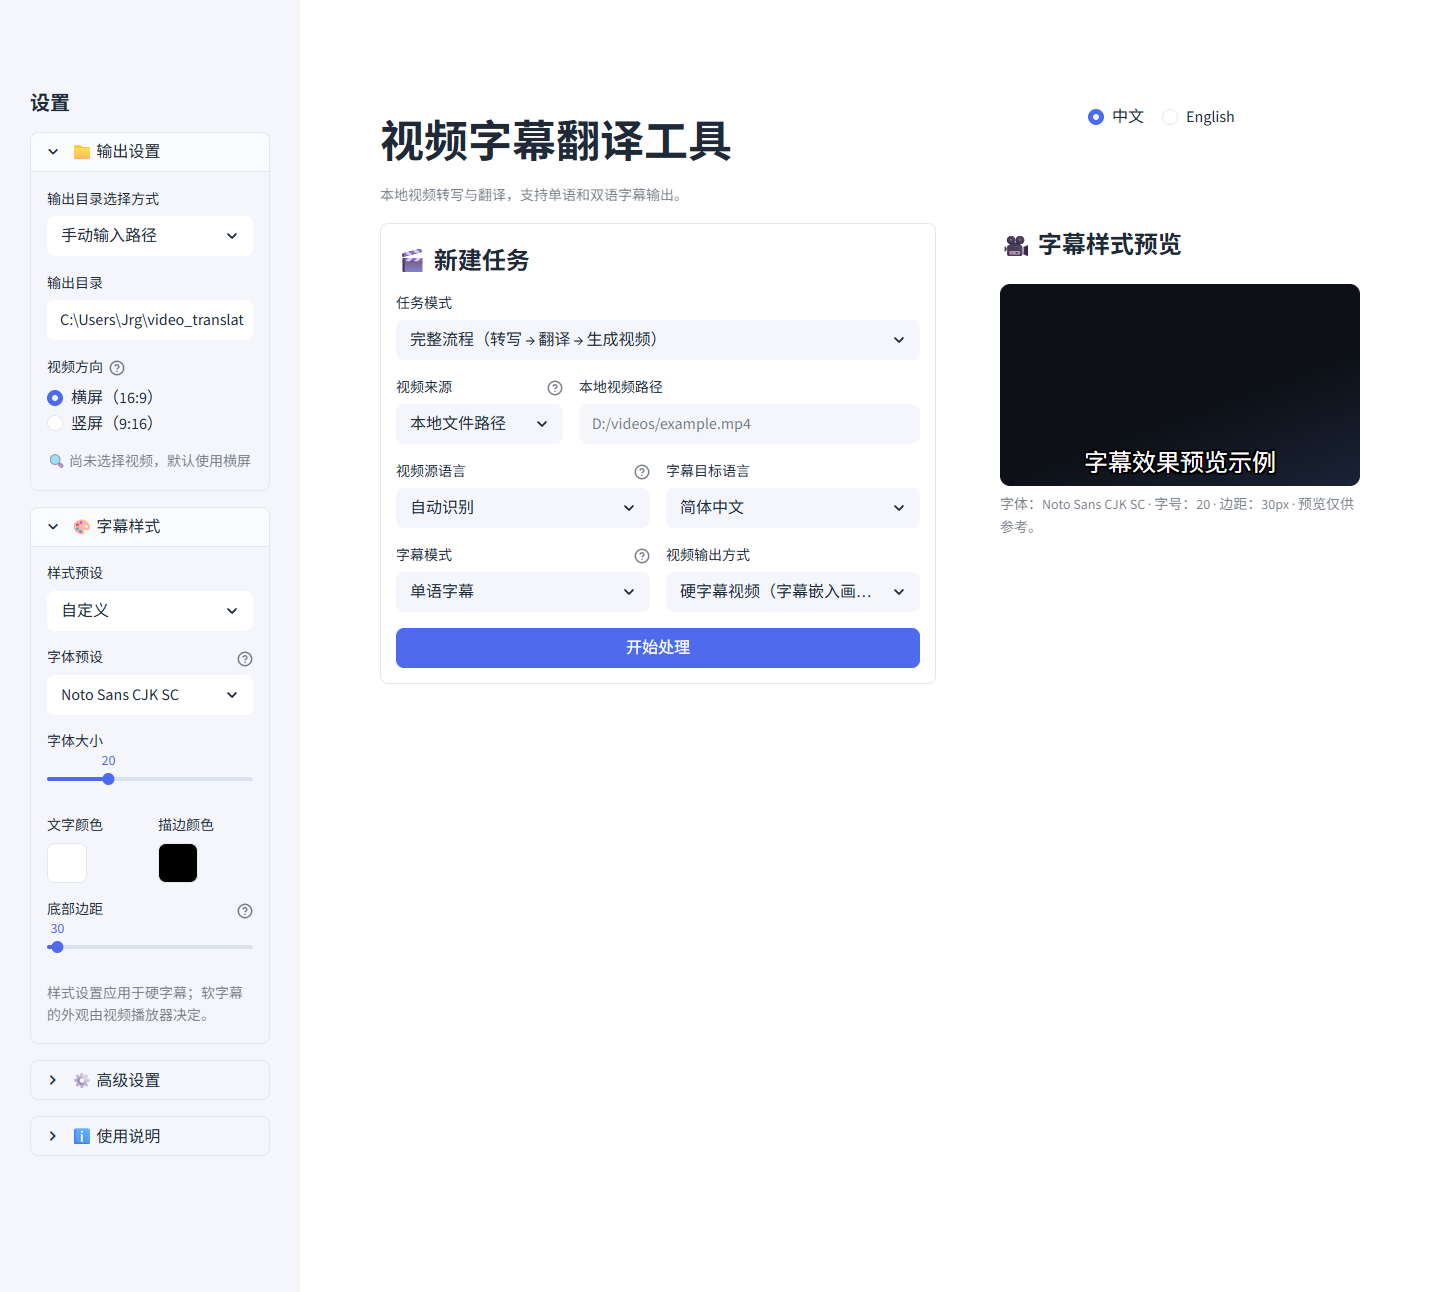 设置
输出设置
输出目录选择方式
手动输入路径
输出目录
C:\Users\Jrg\video_translat
视频方向
横屏（16:9）
竖屏（9:16）
尚未选择视频，默认使用横屏
字幕样式
样式预设
自定义
字体预设
Noto Sans CJK SC
字体大小
20
文字颜色 描边颜色
底部边距
30
样式设置应用于硬字幕；软字幕
的外观由视频播放器决定。
高级设置
使用说明
中文 English
视频字幕翻译工具
本地视频转写与翻译，支持单语和双语字幕输出。
新建任务
任务模式
完整流程（转写→翻译→生成视频）
视频来源 本地视频路径
本地文件路径 D:/videos/example.mp4
视频源语言 字幕目标语言
自动识别 简体中文
字幕模式 视频输出方式
单语字幕 硬字幕视频（字幕嵌入画...
开始处理
字幕样式预览
字幕效果预览示例
字体：Noto Sans CJK SC · 字号：20 · 边距：30px · 预览仅供
参考。